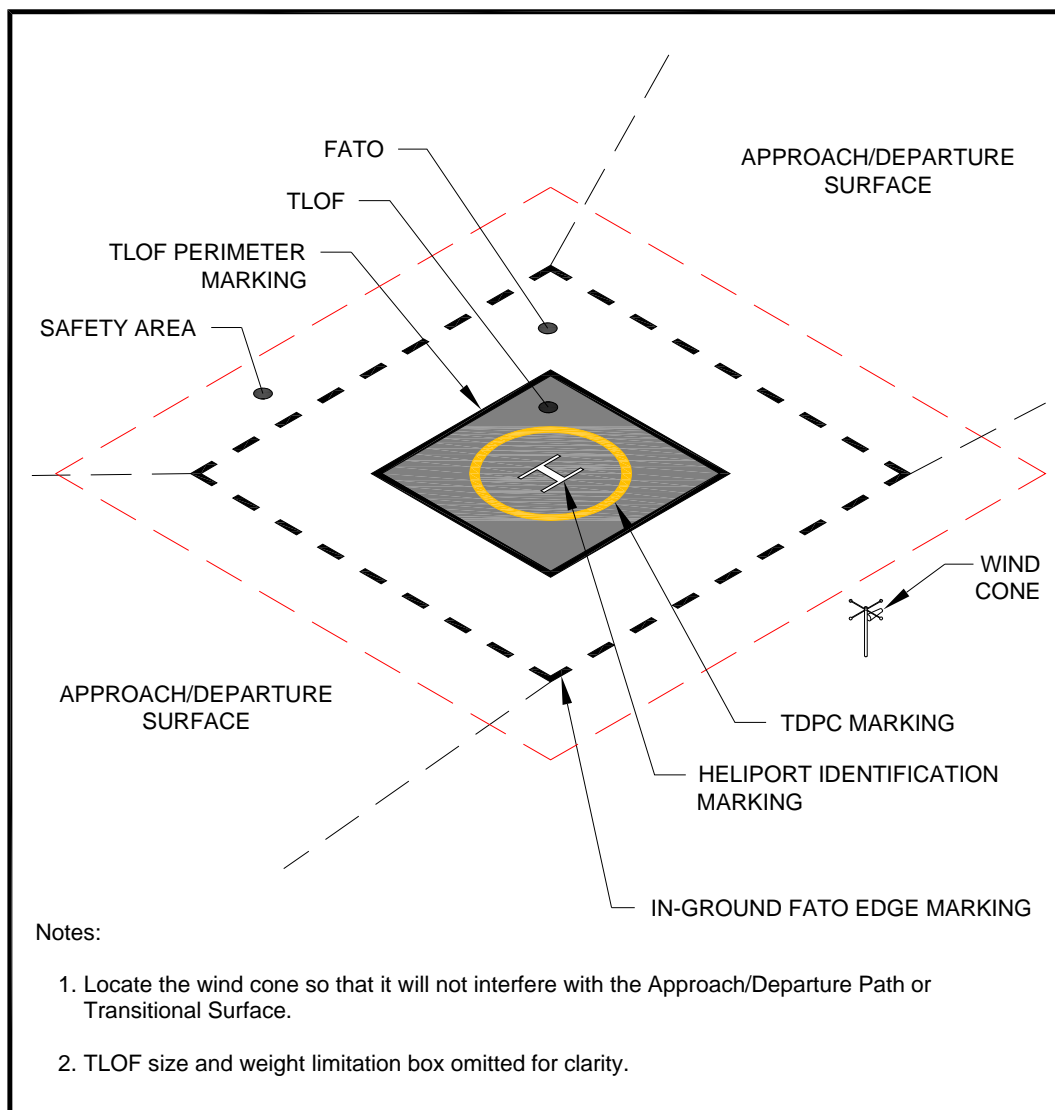 FATO
APPROACH/DEPARTURE
SURFACE
TLOF
TLOF PERIMETER
MARKING
SAFETY AREA
H
WIND
CONE
APPROACH/DEPARTURE
SURFACE
TDPC MARKING
HELIPORT IDENTIFICATION
MARKING
IN-GROUND FATO EDGE MARKING
Notes:
1. Locate the wind cone so that it will not interfere with the Approach/Departure Path or
Transitional Surface.
2. TLOF size and weight limitation box omitted for clarity.